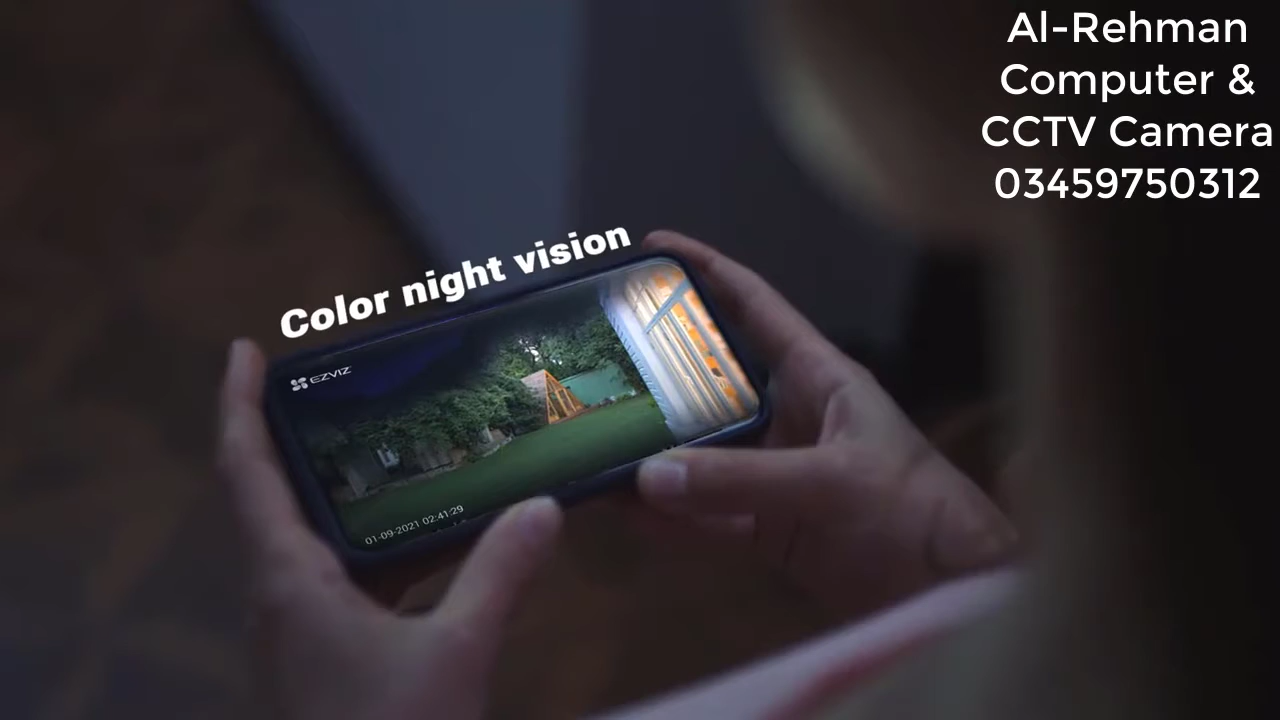 Al-Rehman
Computer &
CCTV Camera
03459750312
Color night vision
EZVIZ
01-09-2021 02:41:29